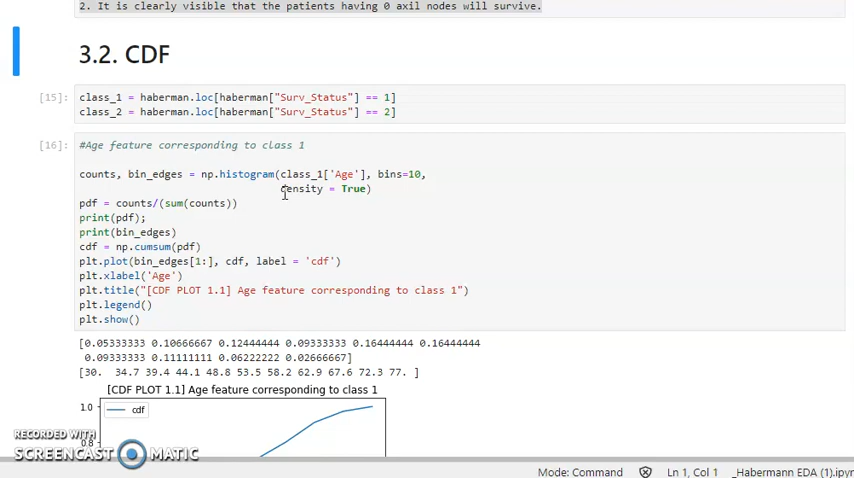 2. It is clearly visible that the patients having 0 axil nodes will survive.
3.2. CDF
[15]: class_1 = haberman.loc[haberman["Surv_Status"] == 1]
class_2 = haberman.loc[haberman["Surv_Status"] == 2]
[16]: #Age feature corresponding to class 1
counts, bin_edges = np.histogram(class_1['Age'], bins=10,
density = True)
pdf = counts/(sum(counts))
print(pdf);
print(bin_edges)
cdf = np.cumsum(pdf)
plt.plot(bin_edges[1:], cdf, label = 'cdf')
plt.xlabel('Age')
plt.title("[CDF PLOT 1.1] Age feature corresponding to class 1")
plt.legend()
plt.show()
[0.05333333 0.10666667 0.12444444 0.09333333 0.16444444 0.16444444
0.09333333 0.11111111 0.06222222 0.02666667]
[30. 34.7 39.4 44.1 48.8 53.5 58.2 62.9 67.6 72.3 77. ]
[CDF PLOT 1.1] Age feature corresponding to class 1
1.0
cdf
0.8
RECORDED WITH
SCREENCAST MATIC
Mode: Command Ln 1, Col 1 _Habermann EDA (1).ipyn